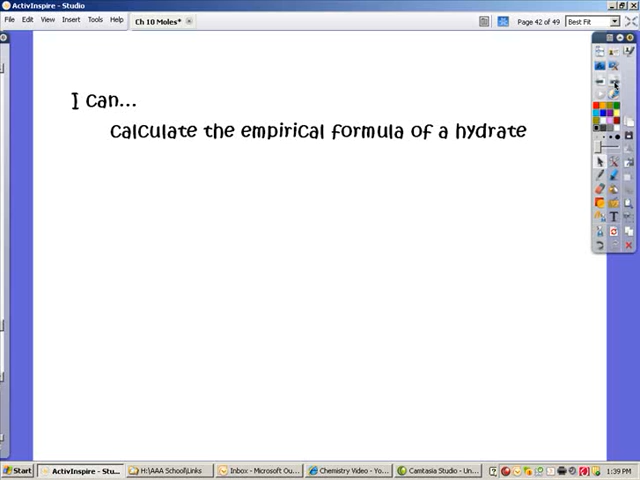 ActivInspire - Studio
File Edit View Insert Tools Help
Ch 10 Moles*
Page 42 of 49
Best Fit
I can...
calculate the empirical formula of a hydrate
Start
ActivInspire - Stu...
H:\AAA School\Links
Inbox - Microsoft Ou...
Chemistry Video - Yo...
Camtasia Studio - Un...
1:39 PM